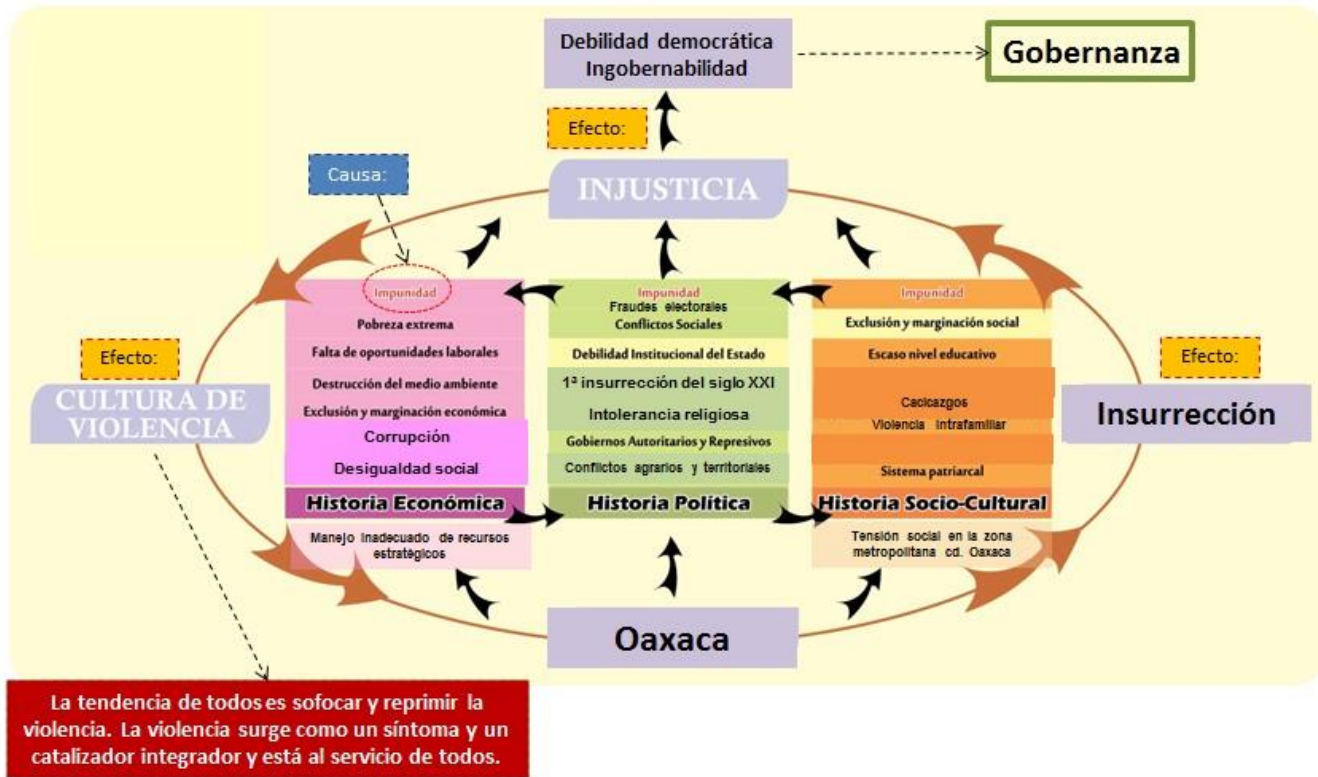 Debilidad democrática
Ingobernabilidad
Gobernanza
Efecto:
Causa:
INJUSTICIA
Impunidad
Pobreza extrema
Falta de oportunidades laborales
Destrucción del medio ambiente
Exclusión y marginación económica
Corrupción
Desigualdad social
Historia Económica
Manejo inadecuado de recursos
estratégicos
Impunidad
Fraudes electorales
Conflictos Sociales
Debilidad Institucional del Estado
1ª insurrección del siglo XXI
Intolerancia religiosa
Gobiernos Autoritarios y Represivos
Conflictos agrarios y territoriales
Historia Política
Impunidad
Exclusión y marginación social
Escaso nivel educativo
Cacicazgos
Violencia intrafamiliar
Sistema patriarcal
Historia Socio-Cultural
Tensión social en la zona
metropolitana cd. Oaxaca
Efecto:
CULTURA DE
VIOLENCIA
Efecto:
Insurrección
Oaxaca
La tendencia de todos es sofocar y reprimir la
violencia. La violencia surge como un síntoma y un
catalizador integrador y está al servicio de todos.